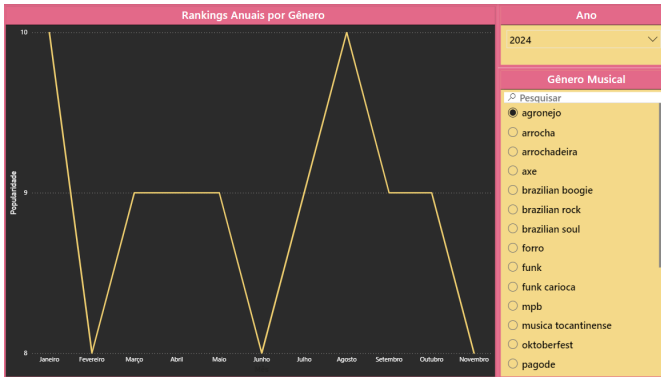 Rankings Anuais por Gênero
10
9
8
Popularidade
Janeiro Fevereiro Março Abril Maio Junho Julho Agosto Setembro Outubro Novembro
Ano
2024
Gênero Musical
Pesquisar
agronejo
arrocha
arrochadeira
axe
brazilian boogie
brazilian rock
brazilian soul
forro
funk
funk carioca
mpb
musica tocantinense
oktoberfest
pagode